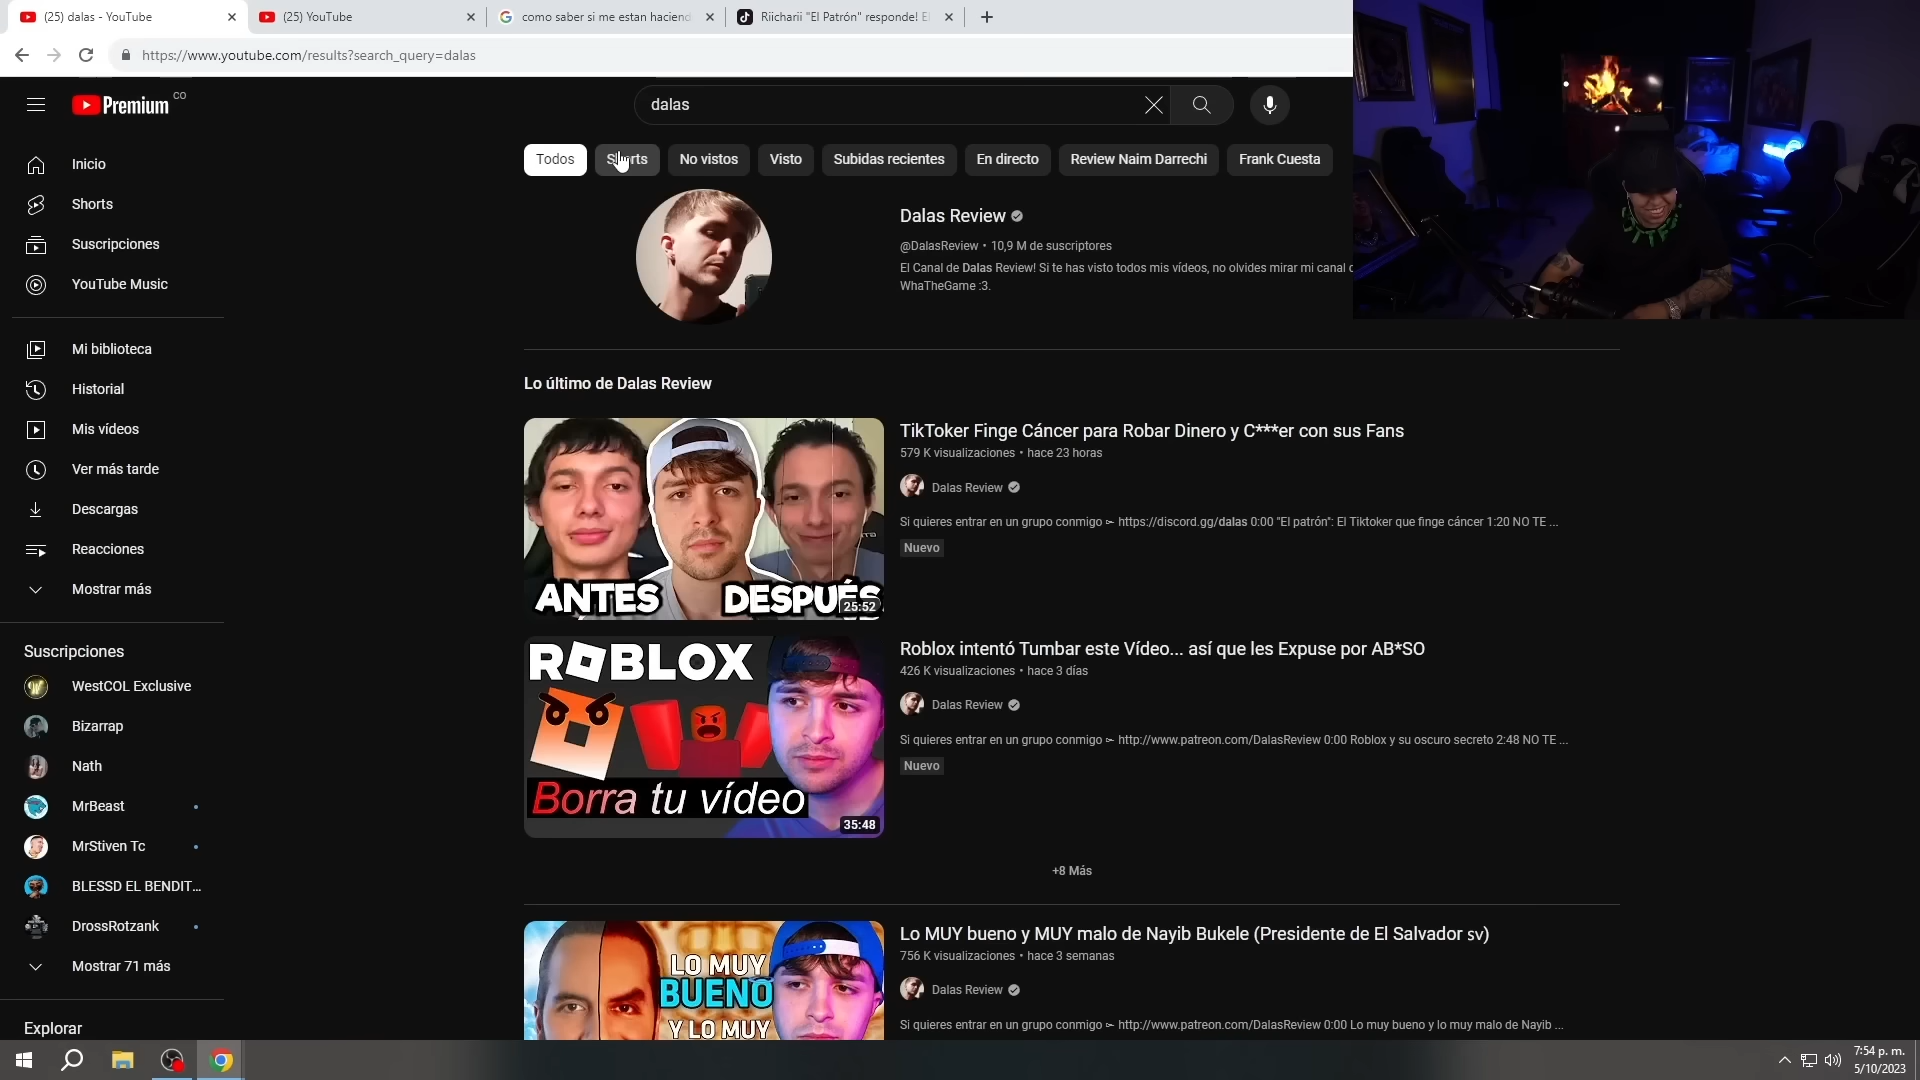 (25) dalas - YouTube
(25) YouTube
como saber si me estan haciend
Riicharii "El Patrón" responde! El
https://www.youtube.com/results?search_query=dalas
Premium CO
dalas
Todos
Shorts
No vistos
Visto
Subidas recientes
En directo
Review Naim Darrechi
Frank Cuesta
Inicio
Shorts
Suscripciones
YouTube Music
Mi biblioteca
Historial
Mis vídeos
Ver más tarde
Descargas
Reacciones
Mostrar más
Suscripciones
WestCOL Exclusive
Bizarrap
Nath
MrBeast
MrStiven Tc
BLESSD EL BENDIT...
DrossRotzank
Mostrar 71 más
Explorar
Dalas Review
@DalasReview • 10,9 M de suscriptores
El Canal de Dalas Review! Si te has visto todos mis vídeos, no olvides mirar mi canal
WhaTheGame :3.
Lo último de Dalas Review
ANTES
DESPUÉS
25:52
TikToker Finge Cáncer para Robar Dinero y C***er con sus Fans
579 K visualizaciones • hace 23 horas
Dalas Review
Si quieres entrar en un grupo conmigo ➛ https://discord.gg/dalas 0:00 "El patrón": El Tiktoker que finge cáncer 1:20 NO TE ...
Nuevo
ROBLOX
Borra tu vídeo
35:48
Roblox intentó Tumbar este Vídeo... así que les Expuse por AB*SO
426 K visualizaciones • hace 3 días
Dalas Review
Si quieres entrar en un grupo conmigo ➛ http://www.patreon.com/DalasReview 0:00 Roblox y su oscuro secreto 2:48 NO TE ...
Nuevo
+8 Más
LO MUY
BUENO
Y LO MUY
Lo MUY bueno y MUY malo de Nayib Bukele (Presidente de El Salvador sv)
756 K visualizaciones • hace 3 semanas
Dalas Review
Si quieres entrar en un grupo conmigo ➛ http://www.patreon.com/DalasReview 0:00 Lo muy bueno y lo muy malo de Nayib ...
7:54 p. m.
5/10/2023